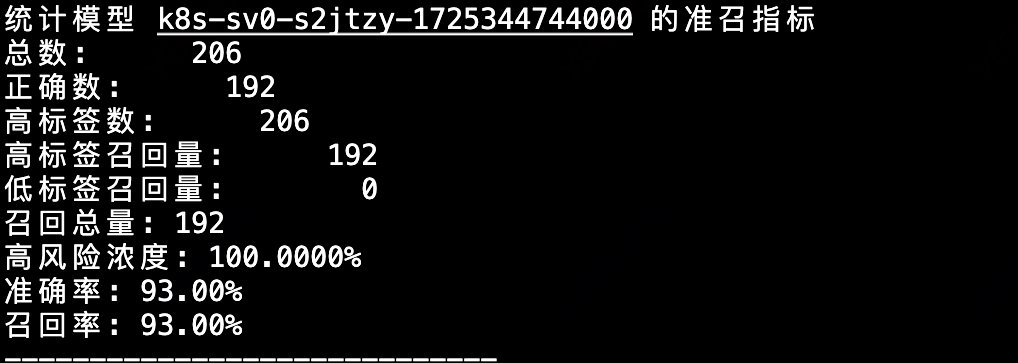 统计模型 k8s-sv0-s2jtzy-1725344744000 的准召指标
总数: 206
正确数: 192
高标签数: 206
高标签召回量: 192
低标签召回量: 0
召回总量: 192
高风险浓度: 100.0000%
准确率: 93.00%
召回率: 93.00%
-----------------------------